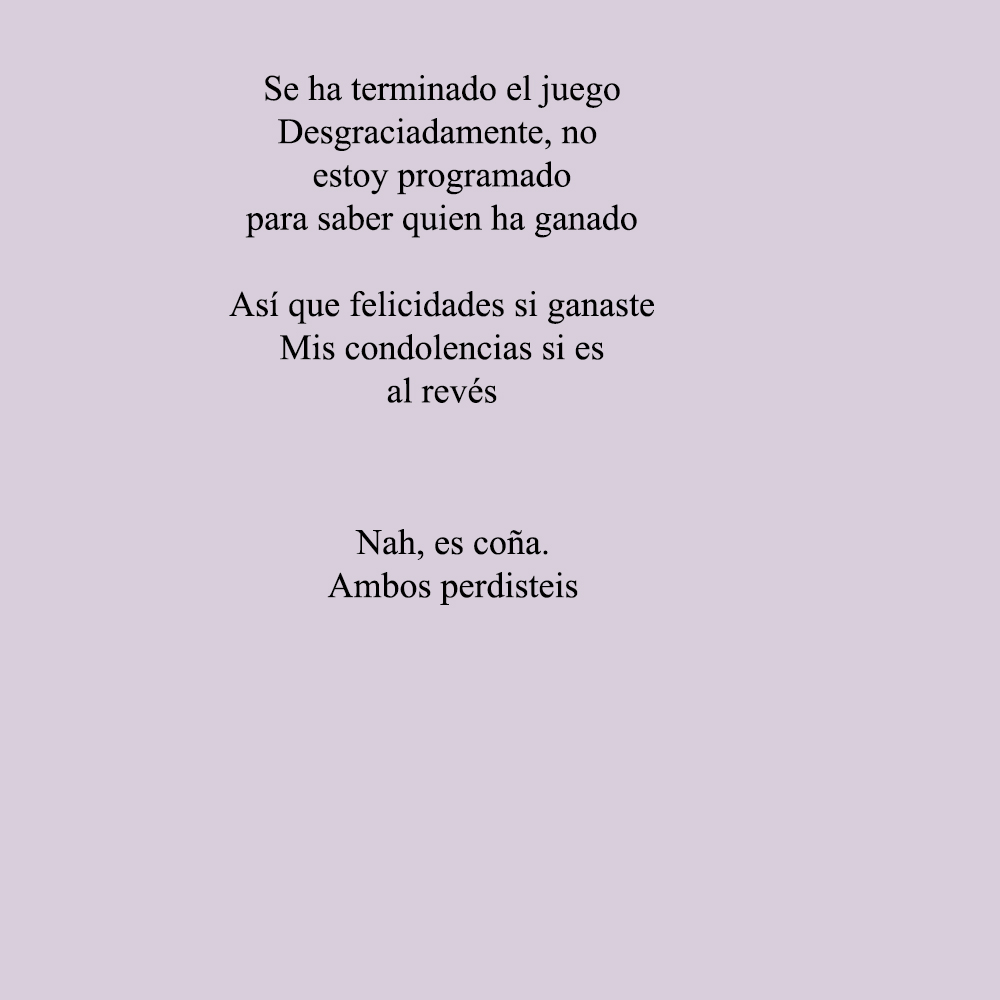 Se ha terminado el juego
Desgraciadamente, no
estoy programado
para saber quien ha ganado
Así que felicidades si ganaste
Mis condolencias si es
al revés
Nah, es coña.
Ambos perdisteis